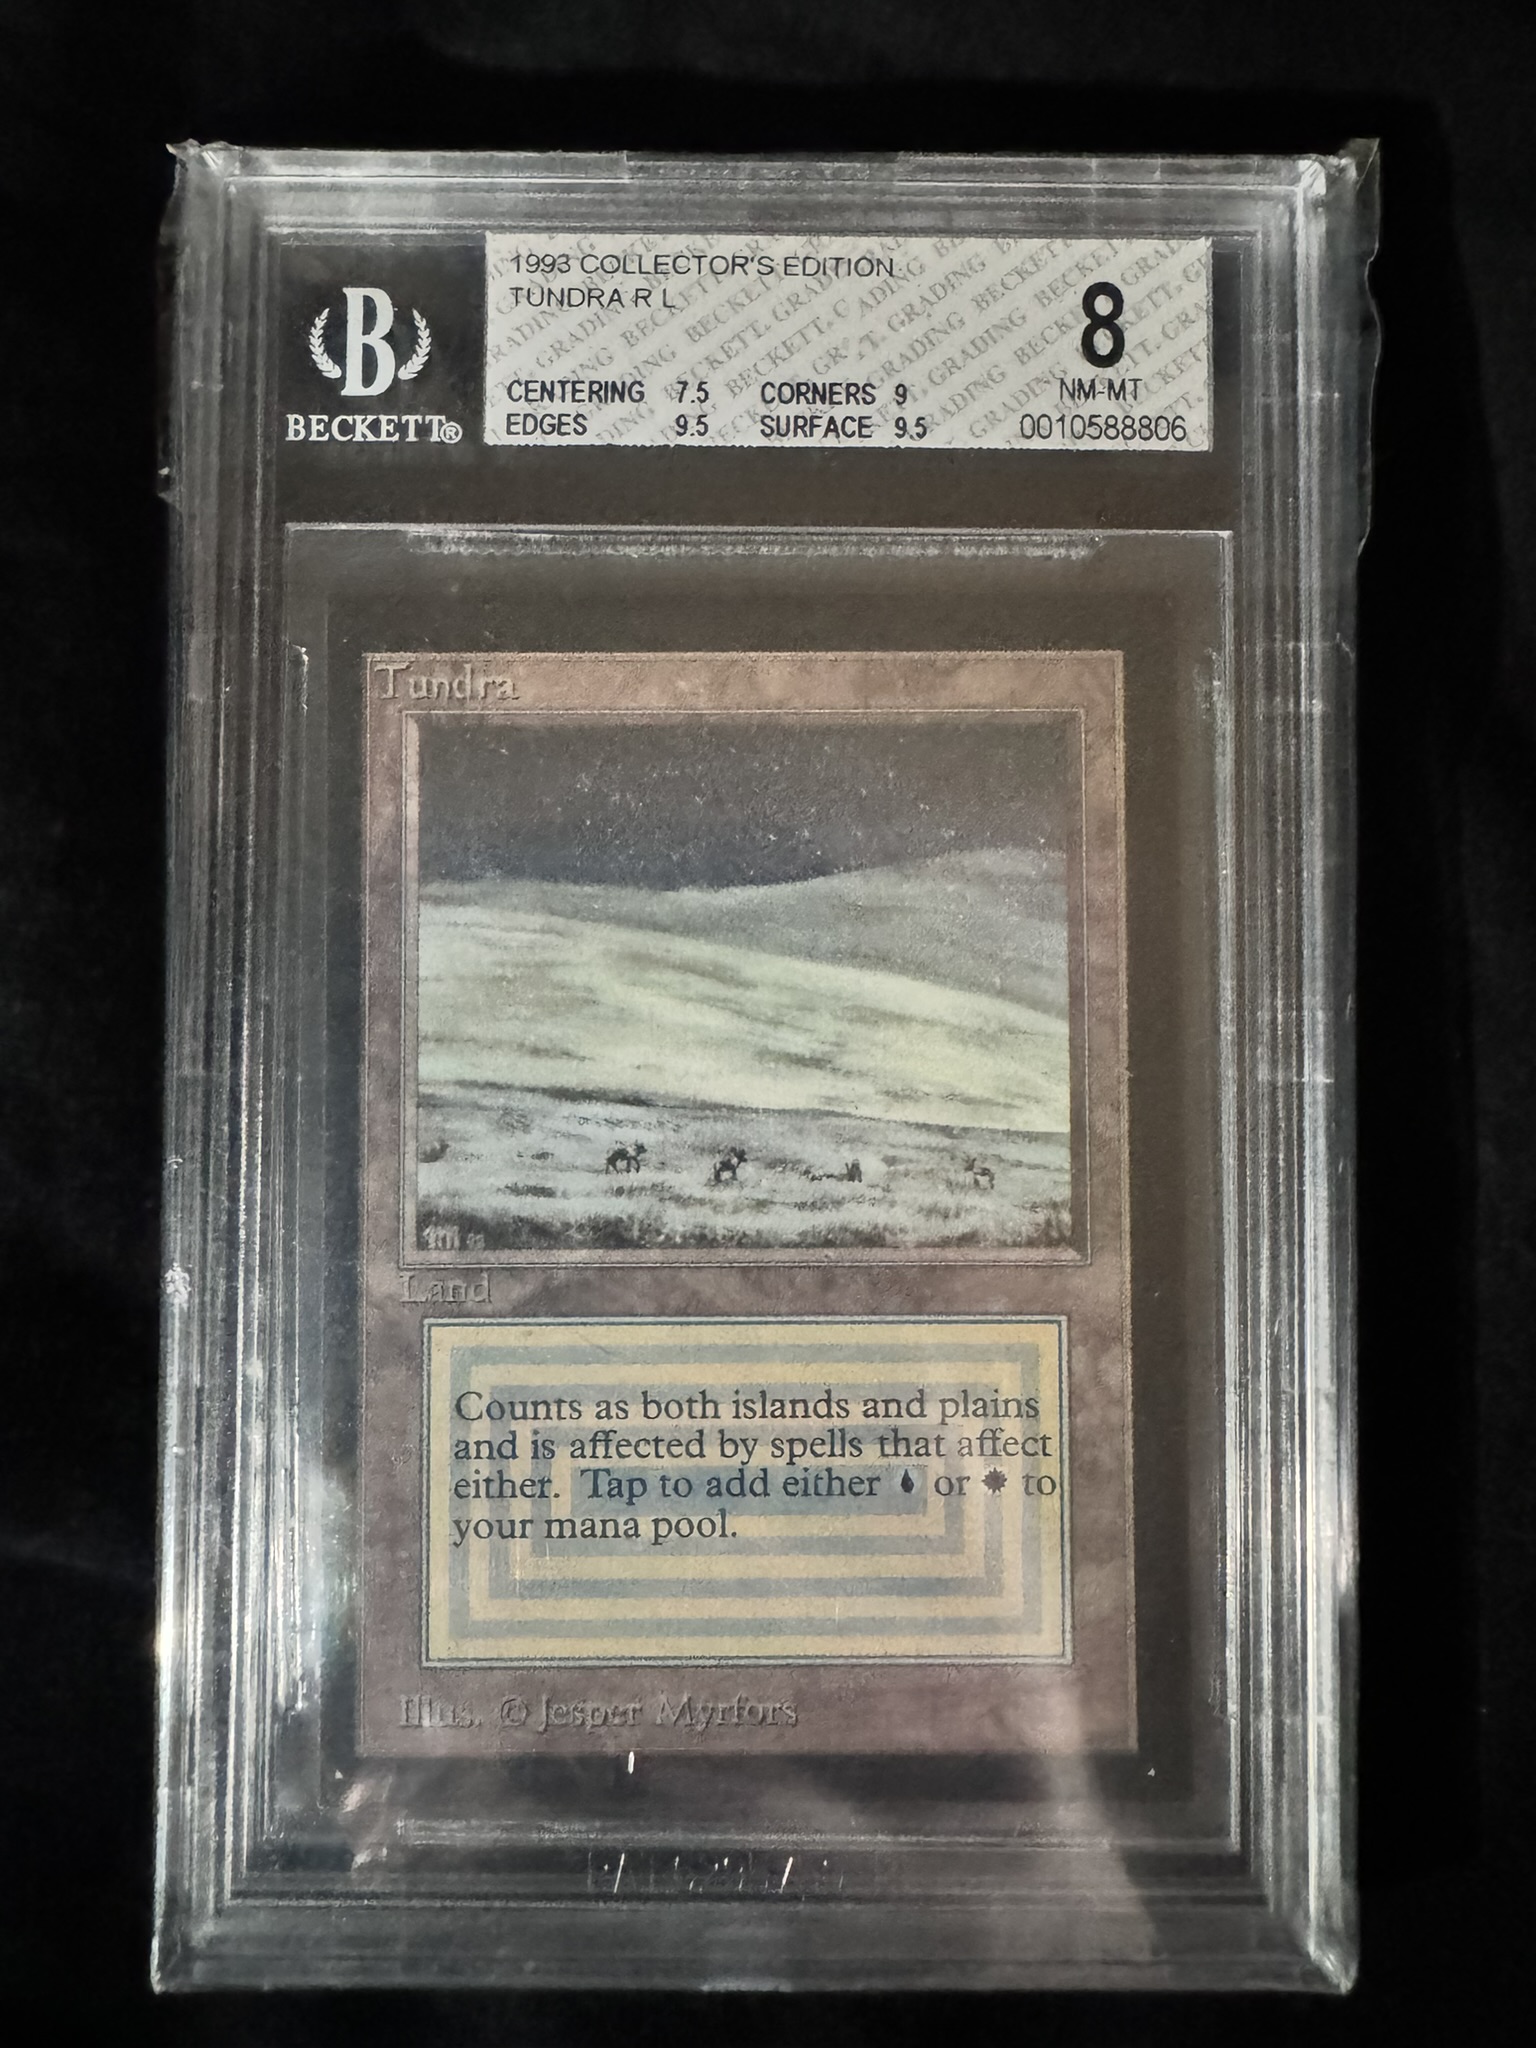 1993 COLLECTOR'S EDITION
TUNDRA R L
8
CENTERING 7.5 CORNERS 9 NM-MT
EDGES 9.5 SURFACE 9.5 0010588806
B
BECKETT®
Tundra
Land
Counts as both islands and plains
and is affected by spells that affect
either. Tap to add either or to
your mana pool.
Illus. © Jesper Myrfors